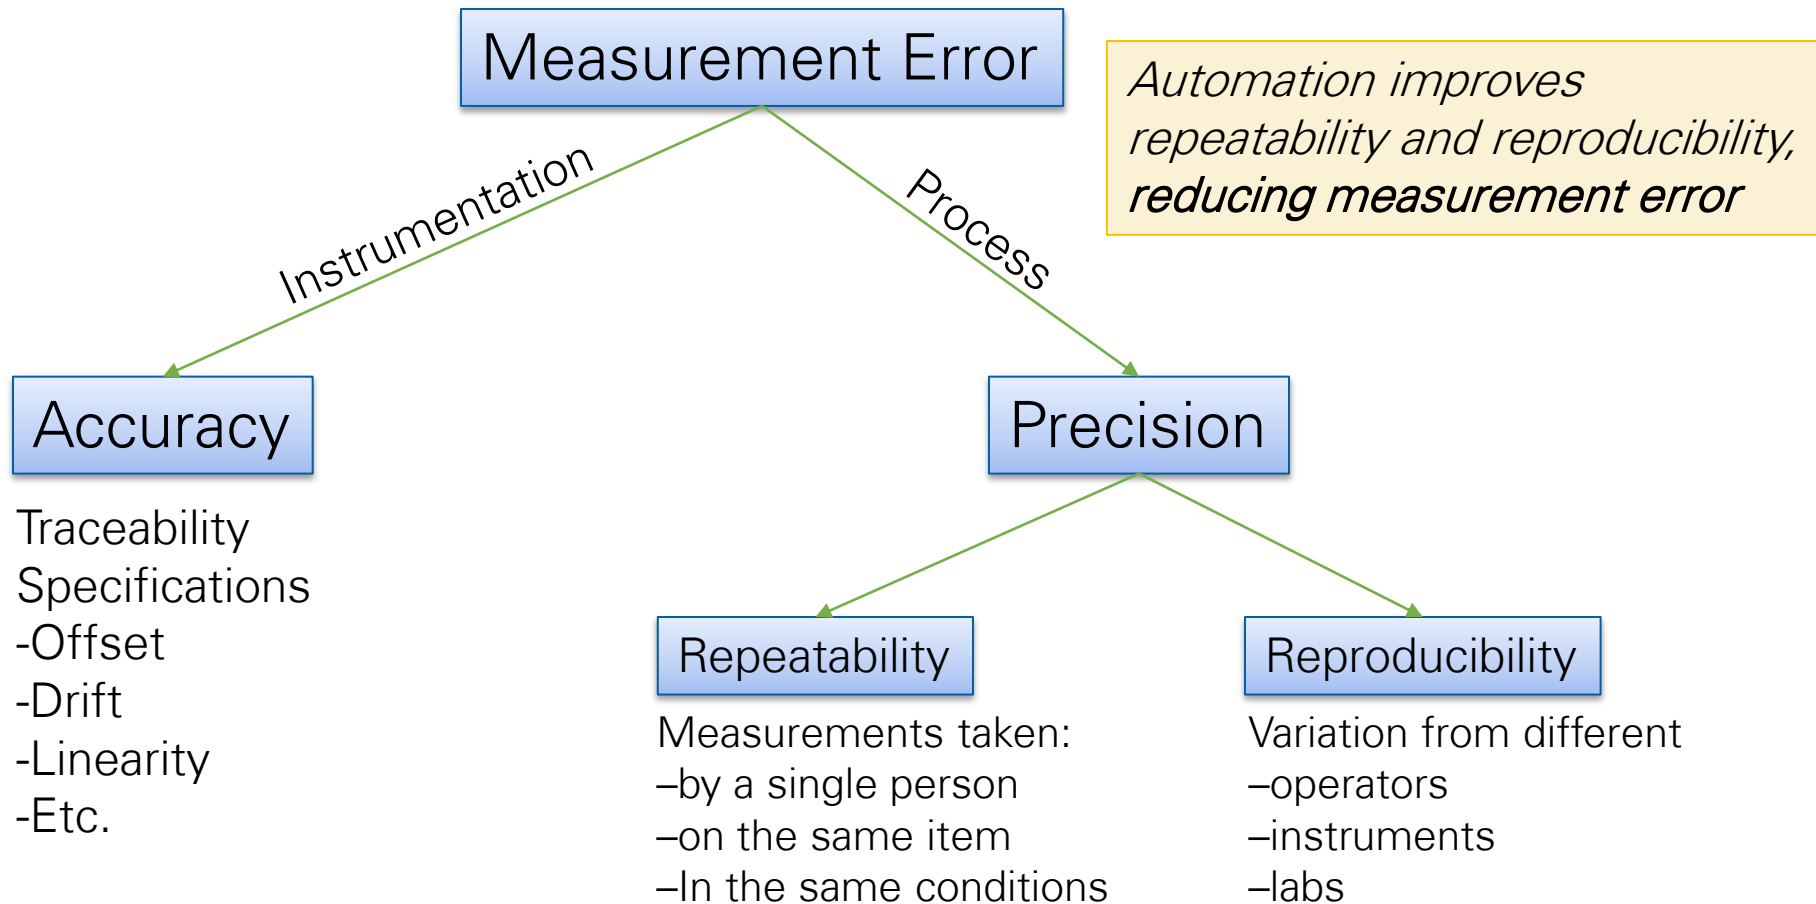 Measurement Error
Automation improves
repeatability and reproducibility,
reducing measurement error
Instrumentation
Process
Accuracy
Precision
Traceability
Specifications
-Offset
-Drift
-Linearity
-Etc.
Repeatability
Measurements taken:
–by a single person
–on the same item
–In the same conditions
Reproducibility
Variation from different
–operators
–instruments
–labs